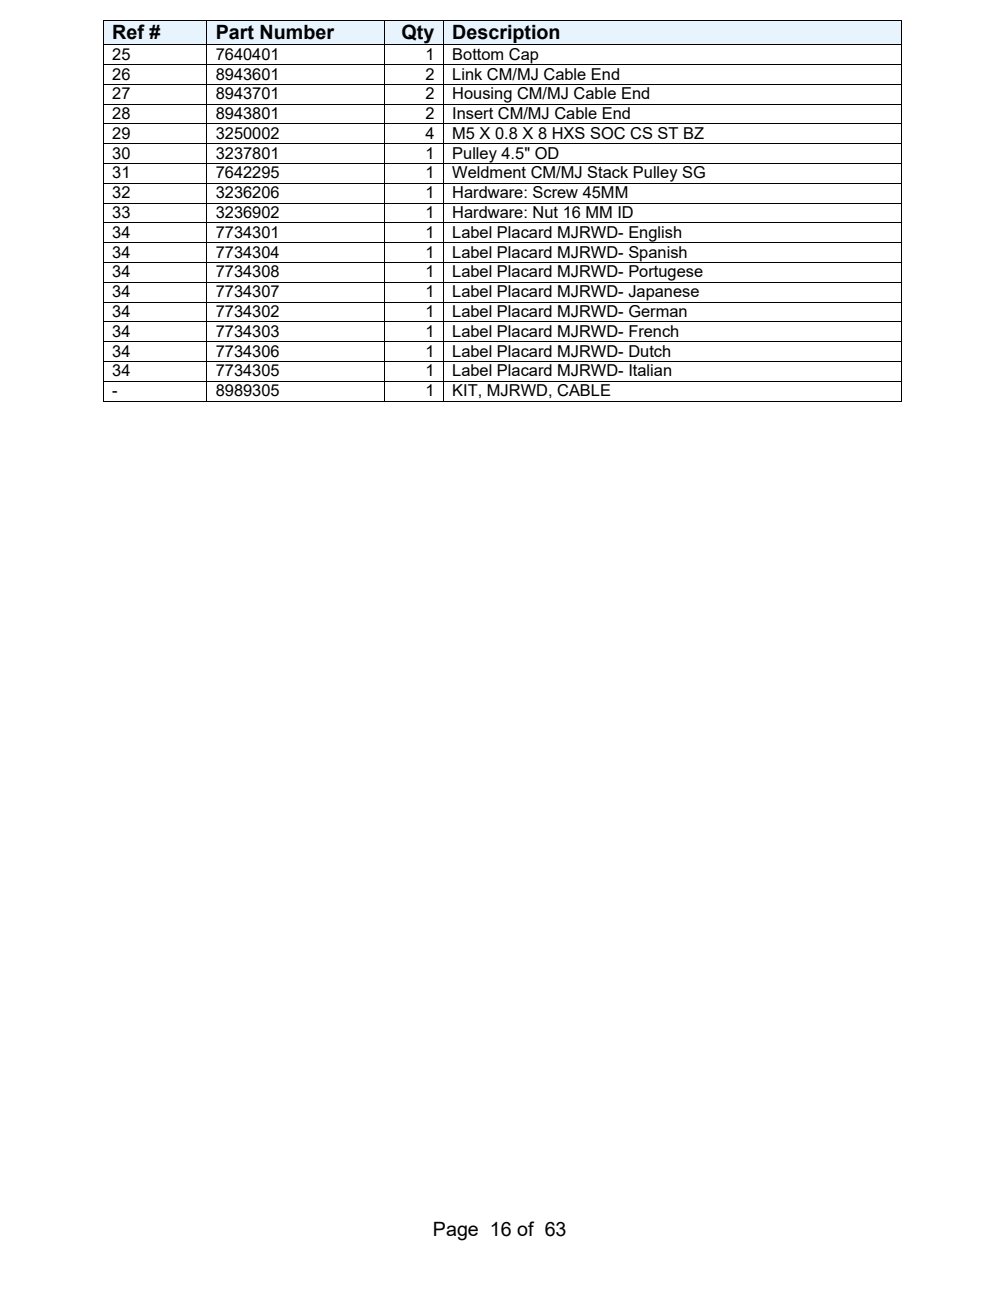 Ref # Part Number Qty Description
25 7640401 1 Bottom Cap
26 8943601 2 Link CM/MJ Cable End
27 8943701 2 Housing CM/MJ Cable End
28 8943801 2 Insert CM/MJ Cable End
29 3250002 4 M5 X 0.8 X 8 HXS SOC CS ST BZ
30 3237801 1 Pulley 4.5" OD
31 7642295 1 Weldment CM/MJ Stack Pulley SG
32 3236206 1 Hardware: Screw 45MM
33 3236902 1 Hardware: Nut 16 MM ID
34 7734301 1 Label Placard MJRWD- English
34 7734304 1 Label Placard MJRWD- Spanish
34 7734308 1 Label Placard MJRWD- Portugese
34 7734307 1 Label Placard MJRWD- Japanese
34 7734302 1 Label Placard MJRWD- German
34 7734303 1 Label Placard MJRWD- French
34 7734306 1 Label Placard MJRWD- Dutch
34 7734305 1 Label Placard MJRWD- Italian
- 8989305 1 KIT, MJRWD, CABLE
Page 16 of 63